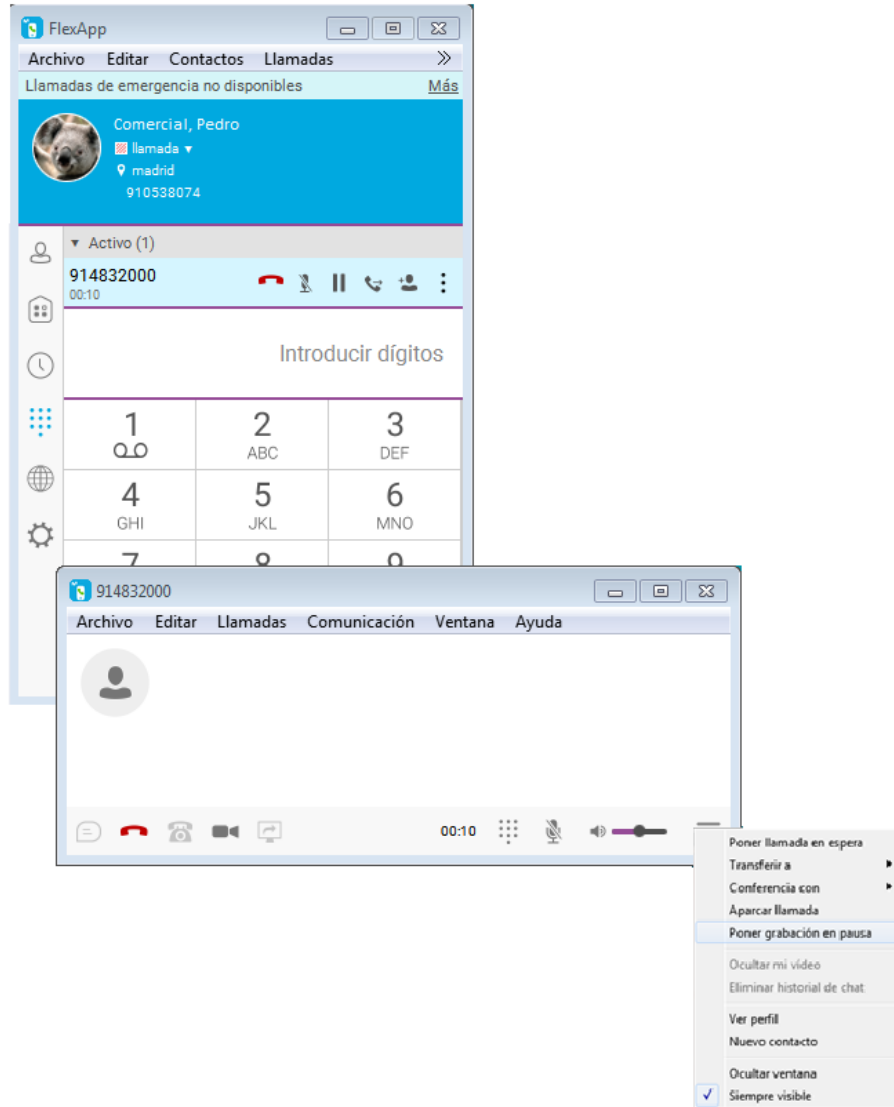 FlexApp
Archivo Editar Contactos Llamadas
Llamadas de emergencia no disponibles Más
Comercial, Pedro
llamada
madrid
910538074
Activo (1)
914832000
00:10
Introducir dígitos
1 2 3
ABC DEF
4 5 6
GHI JKL MNO
7 8 9
914832000
Archivo Editar Llamadas Comunicación Ventana Ayuda
00:10
Poner llamada en espera
Transferir a
Conferencia con
Aparcar llamada
Poner grabación en pausa
Ocultar mi vídeo
Eliminar historial de chat
Ver perfil
Nuevo contacto
Ocultar ventana
Siempre visible